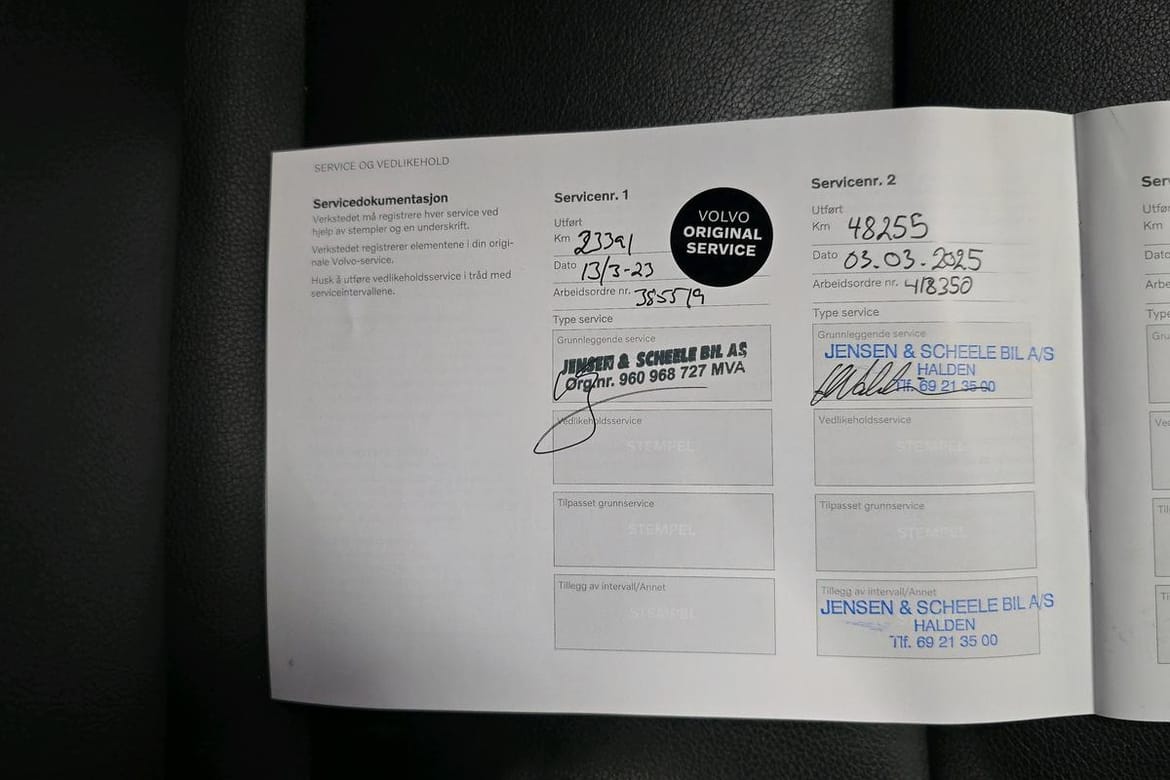 SERVICE OG VEDLIKEHOLD
Servicedokumentasjon
Verkstedet må registrere hver service ved
hjelp av stempler og en underskrift.
Verkstedet registrerer elementene i din origi-
nale Volvo-service.
Husk å utføre vedlikeholdsservice i tråd med
serviceintervallene.
Servicenr. 1
Utført
Km 23391
Dato 13/3-23
Arbeidsordre nr. 385519
Type service
Grunnleggende service
JENSEN & SCHEELE BIL AS
Org.nr. 960 968 727 MVA
Vedlikeholdsservice
STEMPEL
Tilpasset grunnservice
STEMPEL
Tillegg av intervall/Annet
STEMPEL
VOLVO
ORIGINAL
SERVICE
Servicenr. 2
Utført
Km 48255
Dato 03.03.2025
Arbeidsordre nr. 418350
Type service
Grunnleggende service
JENSEN & SCHEELE BIL A/S
HALDEN
Tlf. 69 21 35 00
Vedlikeholdsservice
STEMPEL
Tilpasset grunnservice
STEMPEL
Tillegg av intervall/Annet
JENSEN & SCHEELE BIL A/S
HALDEN
Tlf. 69 21 35 00
Ser
Utfø
Km
Dato
Arbe
Type
Gru
Ved
Til
Ti